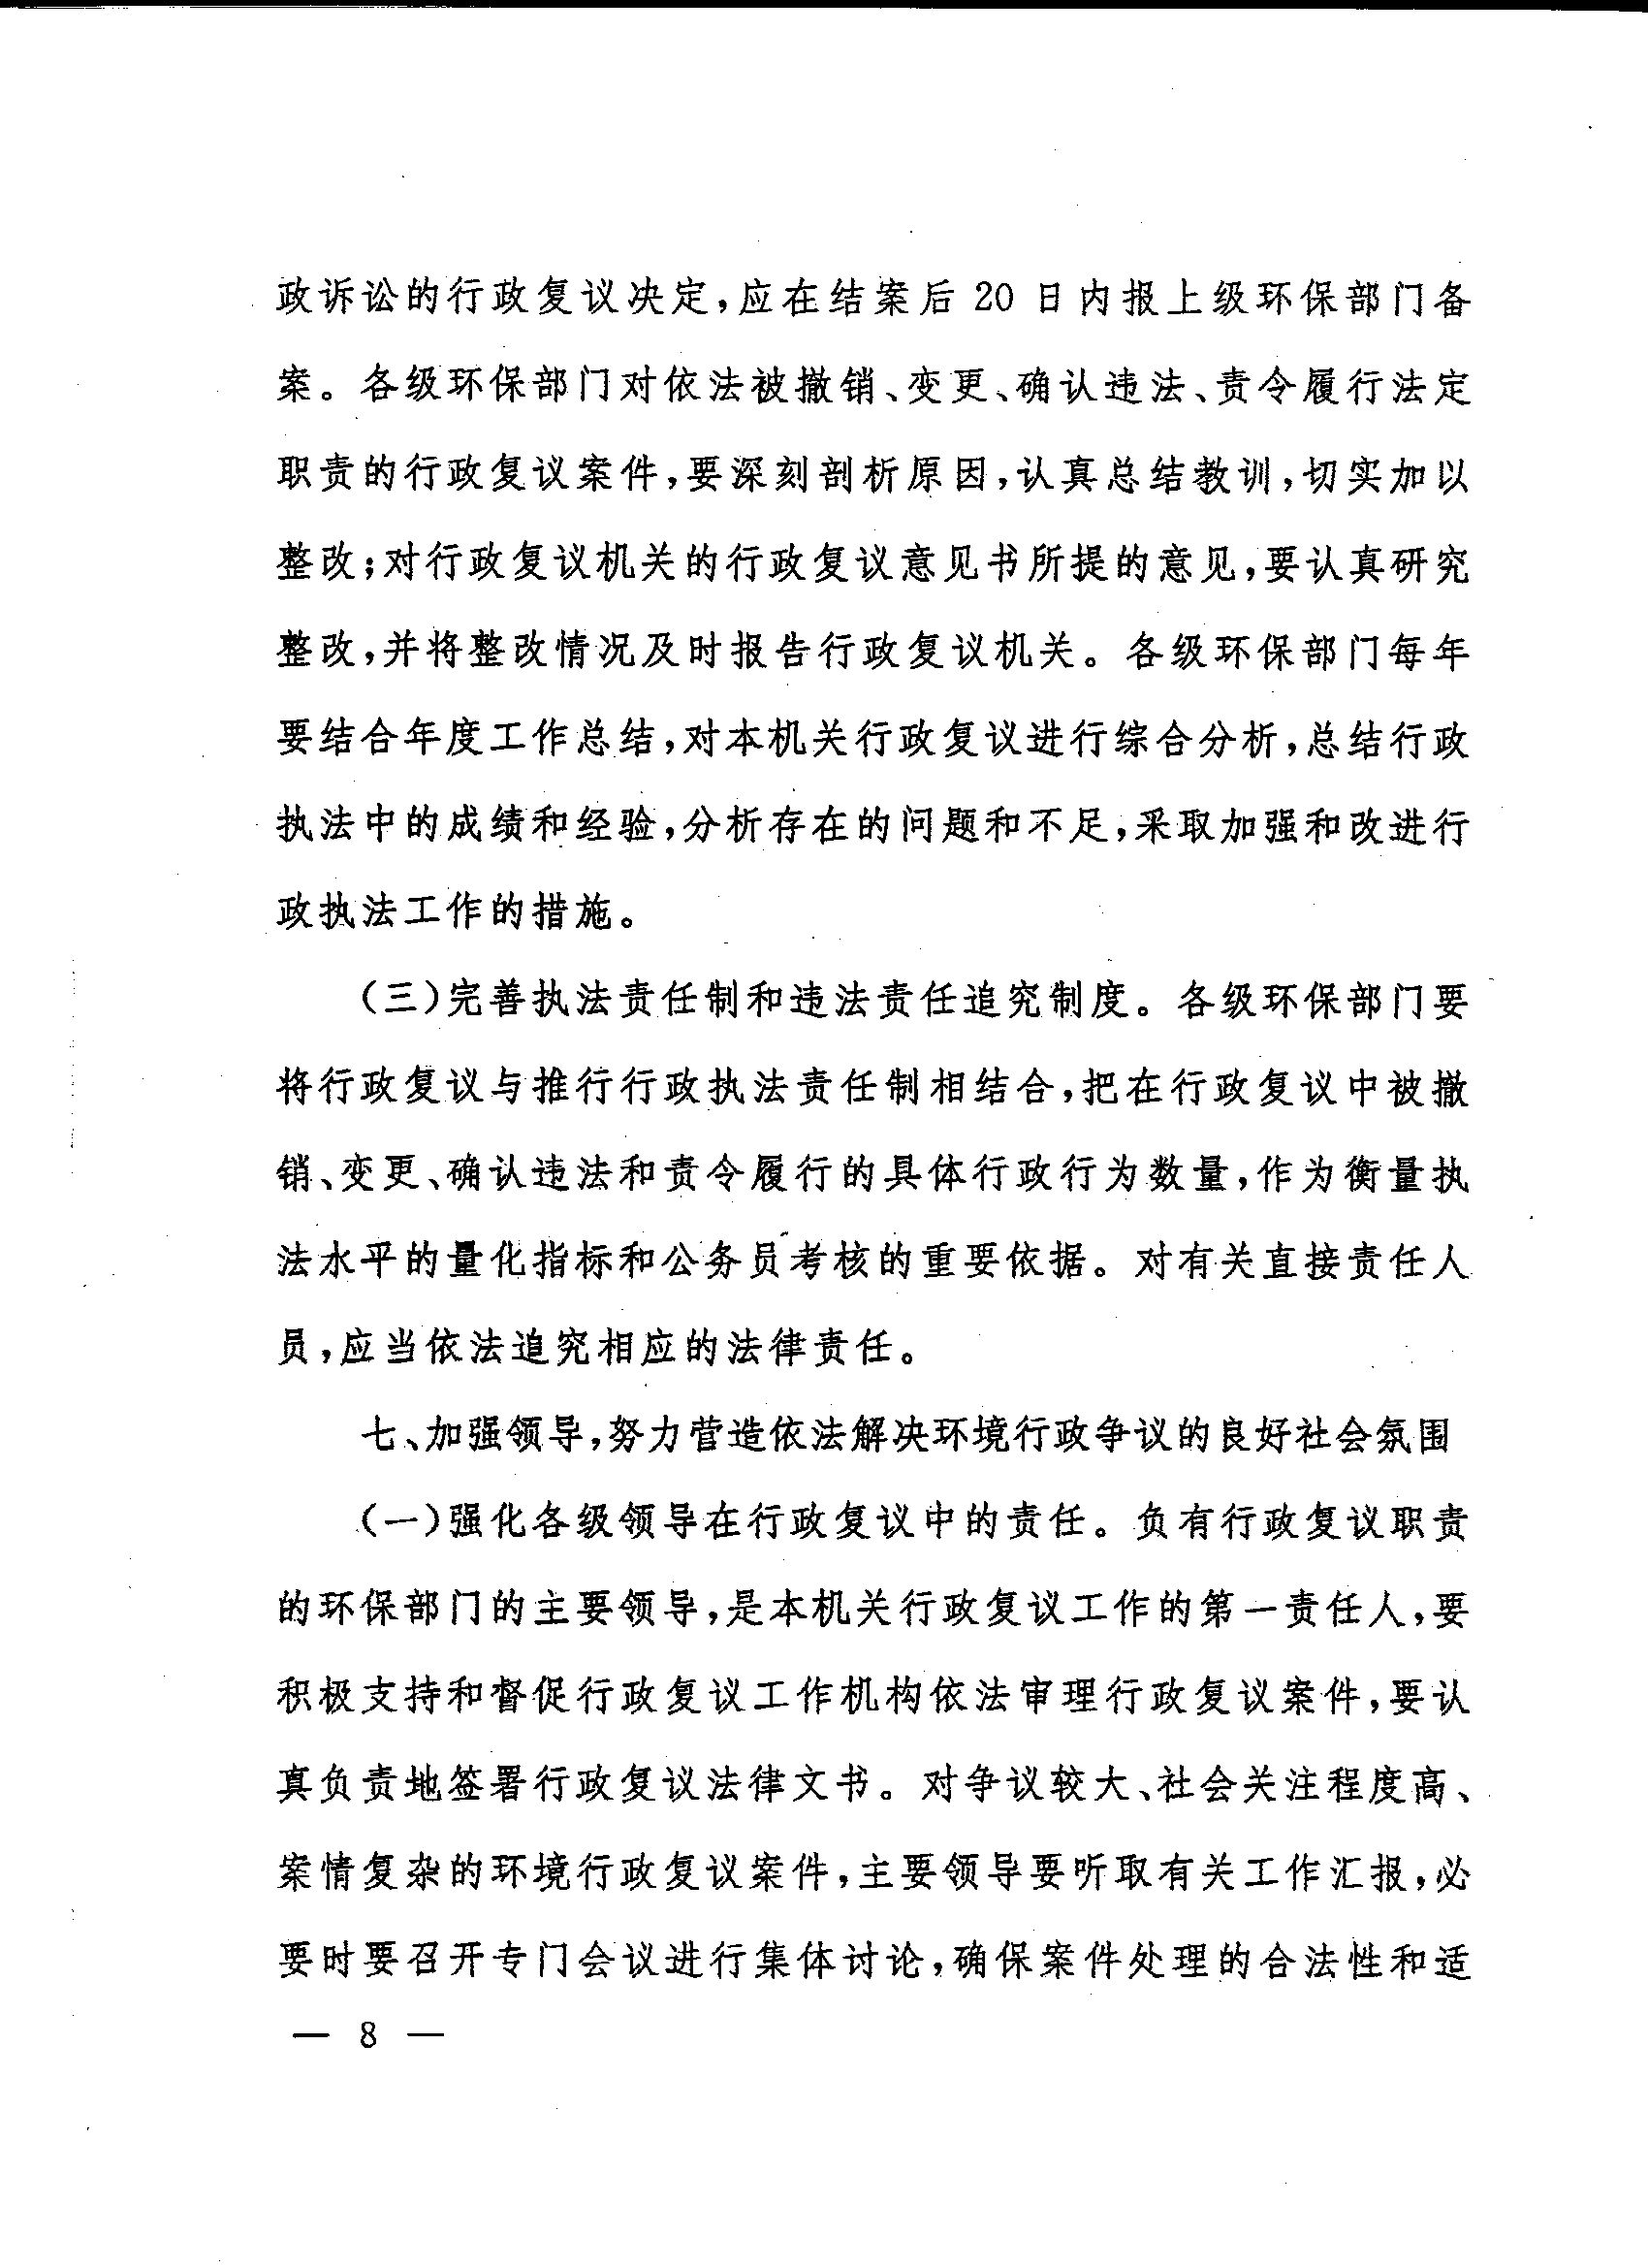 政诉讼的行政复议决定,应在结案后 20 日内报上级环保部门备
案。各级环保部门对依法被撤销、变更、确认违法、责令履行法定
职责的行政复议案件,要深刻剖析原因,认真总结教训,切实加以
整改;对行政复议机关的行政复议意见书所提的意见,要认真研究
整改,并将整改情况及时报告行政复议机关。各级环保部门每年
要结合年度工作总结,对本机关行政复议进行综合分析,总结行政
执法中的成绩和经验,分析存在的问题和不足,采取加强和改进行
政执法工作的措施。
(三)完善执法责任制和违法责任追究制度。各级环保部门要
将行政复议与推行行政执法责任制相结合,把在行政复议中被撤
销、变更、确认违法和责令履行的具体行政行为数量,作为衡量执
法水平的量化指标和公务员考核的重要依据。对有关直接责任人
员,应当依法追究相应的法律责任。
七、加强领导,努力营造依法解决环境行政争议的良好社会氛围
(一)强化各级领导在行政复议中的责任。负有行政复议职责
的环保部门的主要领导,是本机关行政复议工作的第一责任人,要
积极支持和督促行政复议工作机构依法审理行政复议案件,要认
真负责地签署行政复议法律文书。对争议较大、社会关注程度高、
案情复杂的环境行政复议案件,主要领导要听取有关工作汇报,必
要时要召开专门会议进行集体讨论,确保案件处理的合法性和适
— 8 —